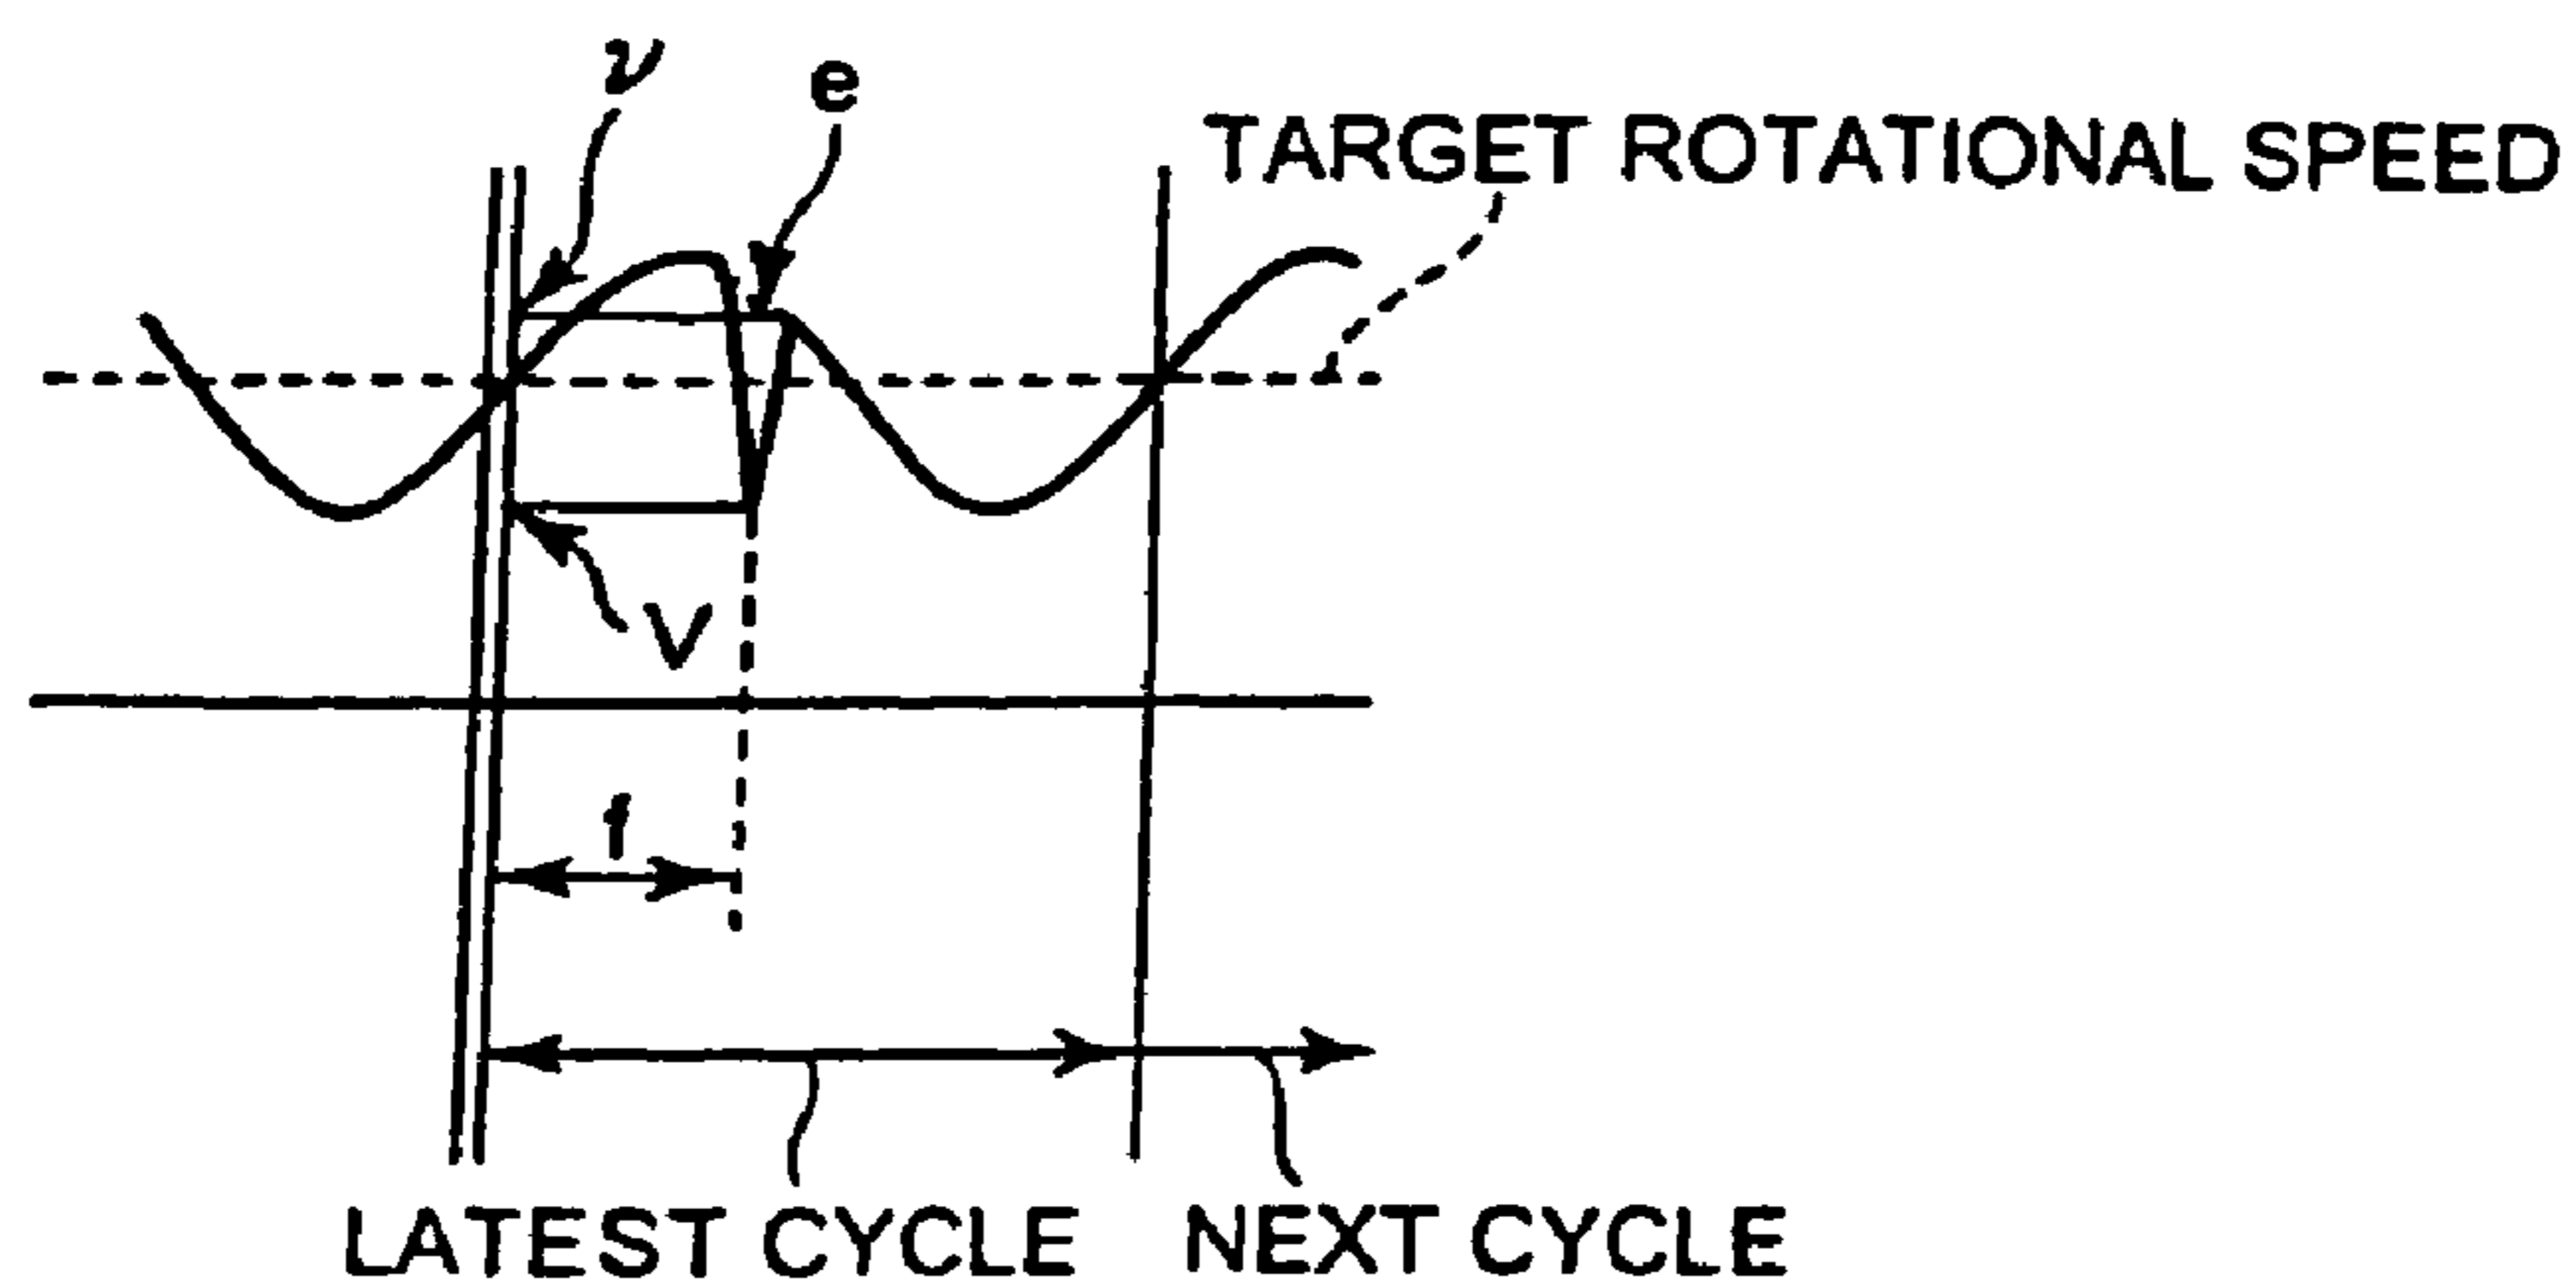 ν
e
TARGET ROTATIONAL SPEED
V
f
LATEST CYCLE
NEXT CYCLE